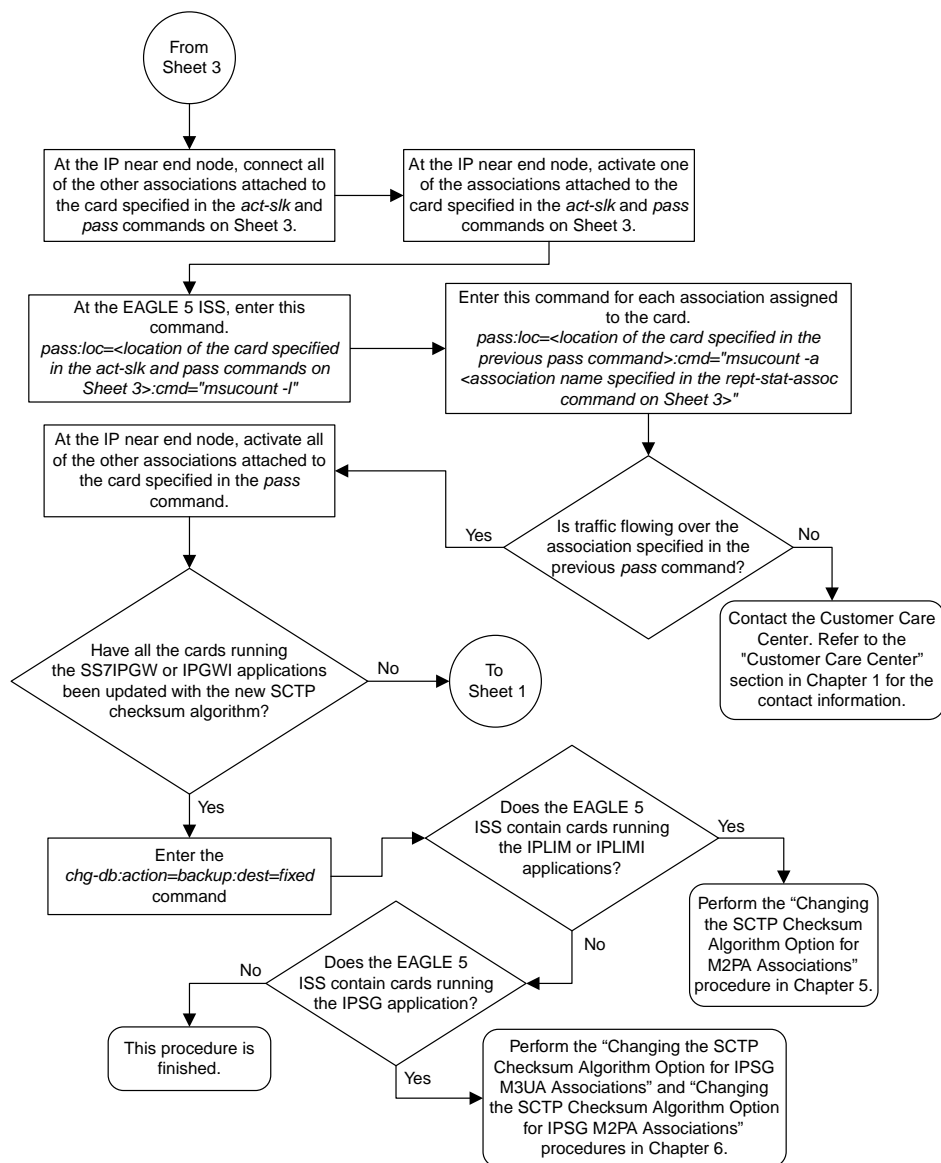 From
Sheet 3
At the IP near end node, connect all
of the other associations attached to
the card specified in the act-slk and
pass commands on Sheet 3.
At the IP near end node, activate one
of the associations attached to the
card specified in the act-slk and pass
commands on Sheet 3.
At the EAGLE 5 ISS, enter this
command.
pass:loc=<location of the card specified
in the act-slk and pass commands on
Sheet 3>:cmd="msucount -l"
Enter this command for each association assigned
to the card.
pass:loc=<location of the card specified in the
previous pass command>:cmd="msucount -a
<association name specified in the rept-stat-assoc
command on Sheet 3>"
At the IP near end node, activate all
of the other associations attached to
the card specified in the pass
command.
Is traffic flowing over the
association specified in the
previous pass command?
Yes
No
Contact the Customer Care
Center. Refer to the
"Customer Care Center”
section in Chapter 1 for the
contact information.
Have all the cards running
the SS7IPGW or IPGWI applications
been updated with the new SCTP
checksum algorithm?
No
To
Sheet 1
Yes
Enter the
chg-db:action=backup:dest=fixed
command
Does the EAGLE 5
ISS contain cards running
the IPLIM or IPLIMI
applications?
Yes
Perform the “Changing
the SCTP Checksum
Algorithm Option for
M2PA Associations”
procedure in Chapter 5.
No
Does the EAGLE 5
ISS contain cards running
the IPSG application?
No
This procedure is
finished.
Yes
Perform the “Changing the SCTP
Checksum Algorithm Option for IPSG
M3UA Associations” and “Changing
the SCTP Checksum Algorithm Option
for IPSG M2PA Associations”
procedures in Chapter 6.